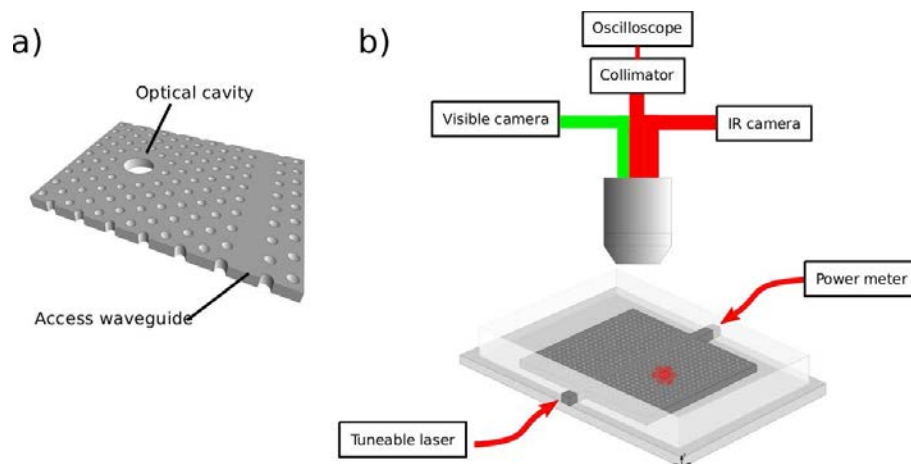 a)
Optical cavity
Access waveguide
b)
Oscilloscope
Collimator
Visible camera
IR camera
Power meter
Tuneable laser